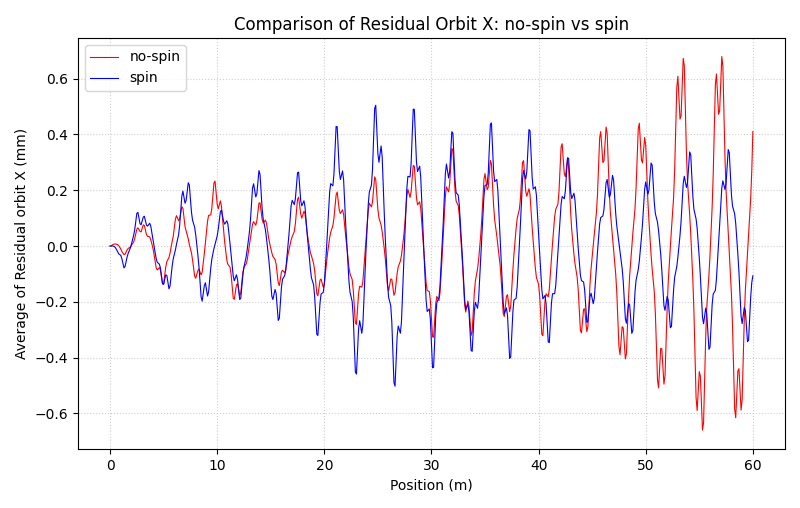 Comparison of Residual Orbit X: no-spin vs spin
no-spin
spin
Average of Residual orbit X (mm)
0.6
0.4
0.2
0.0
−0.2
−0.4
−0.6
0 10 20 30 40 50 60
Position (m)